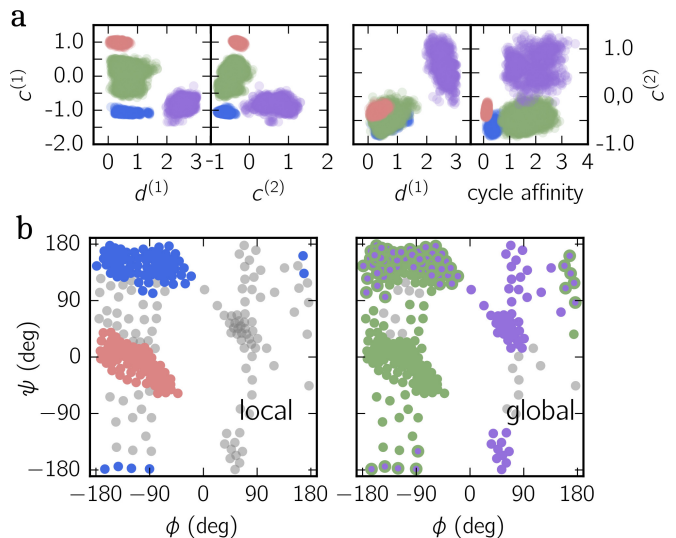 a
1.0
0.0
-1.0
-2.0
c^(1)
0 1 2 3 -1 0 1 2
d^(1) c^(2)
1.0
0,0
-1.0
c^(2)
0 1 2 3 0 1 2 3 4
d^(1) cycle affinity
b
180
90
0
−90
−180
ψ (deg)
local
global
−180 −90 0 90 180
−180 −90 0 90 180
ϕ (deg) ϕ (deg)